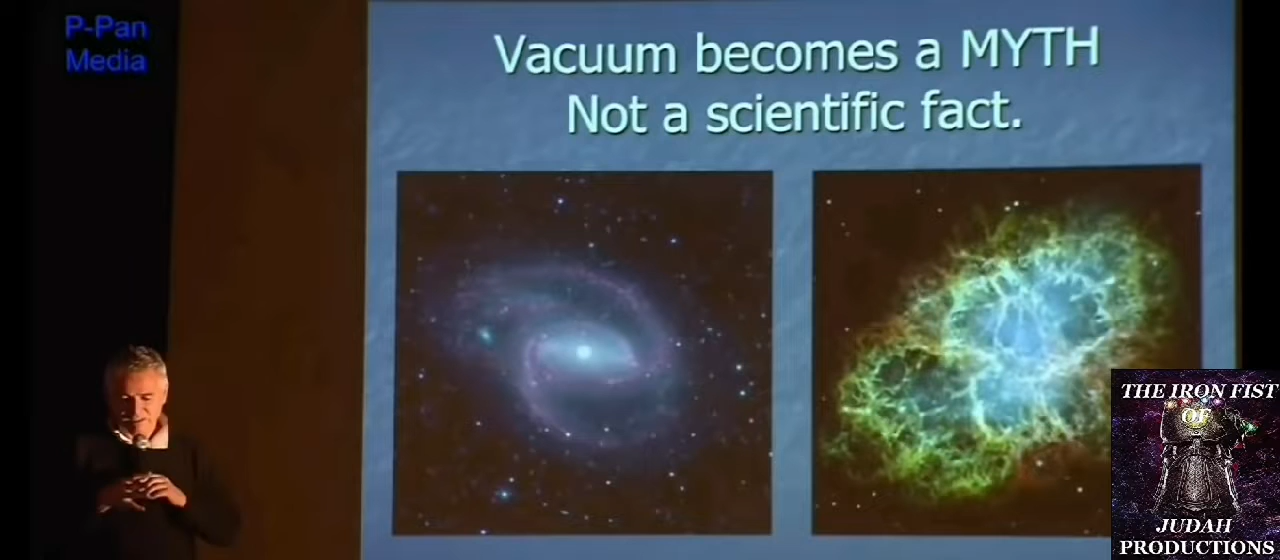 P-Pan
Media
Vacuum becomes a MYTH
Not a scientific fact.
THE IRON FIST
OF
JUDAH
PRODUCTIONS